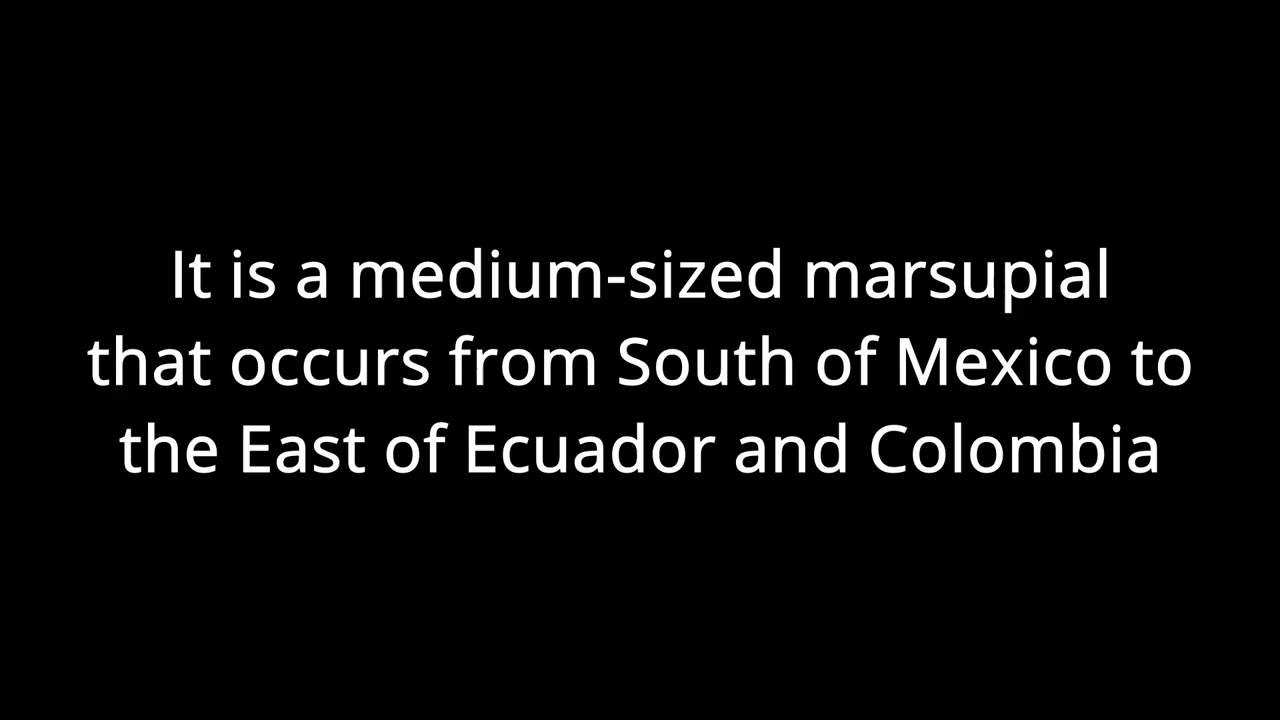 It is a medium-sized marsupial
that occurs from South of Mexico to
the East of Ecuador and Colombia